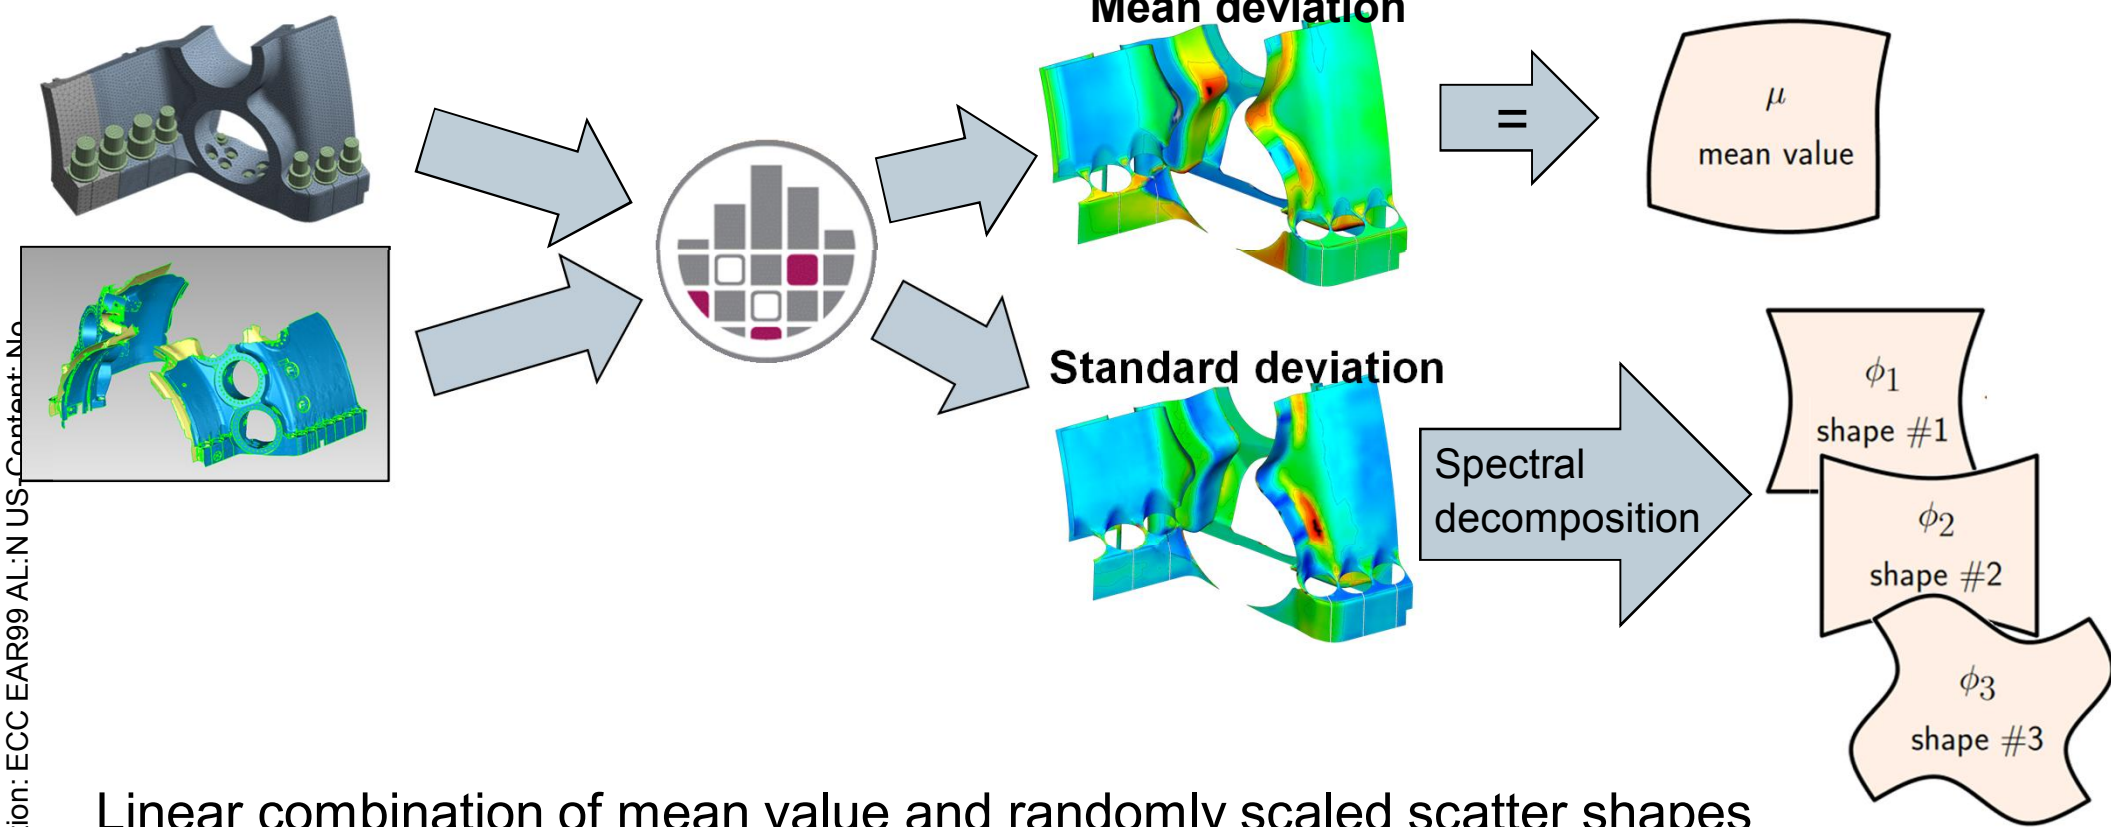 Mean deviation
=
μ
mean value
Standard deviation
Spectral
decomposition
ϕ1
shape #1
ϕ2
shape #2
ϕ3
shape #3
Linear combination of mean value and randomly scaled scatter shapes
tion: ECC EAR99 AL:N US-Content: No